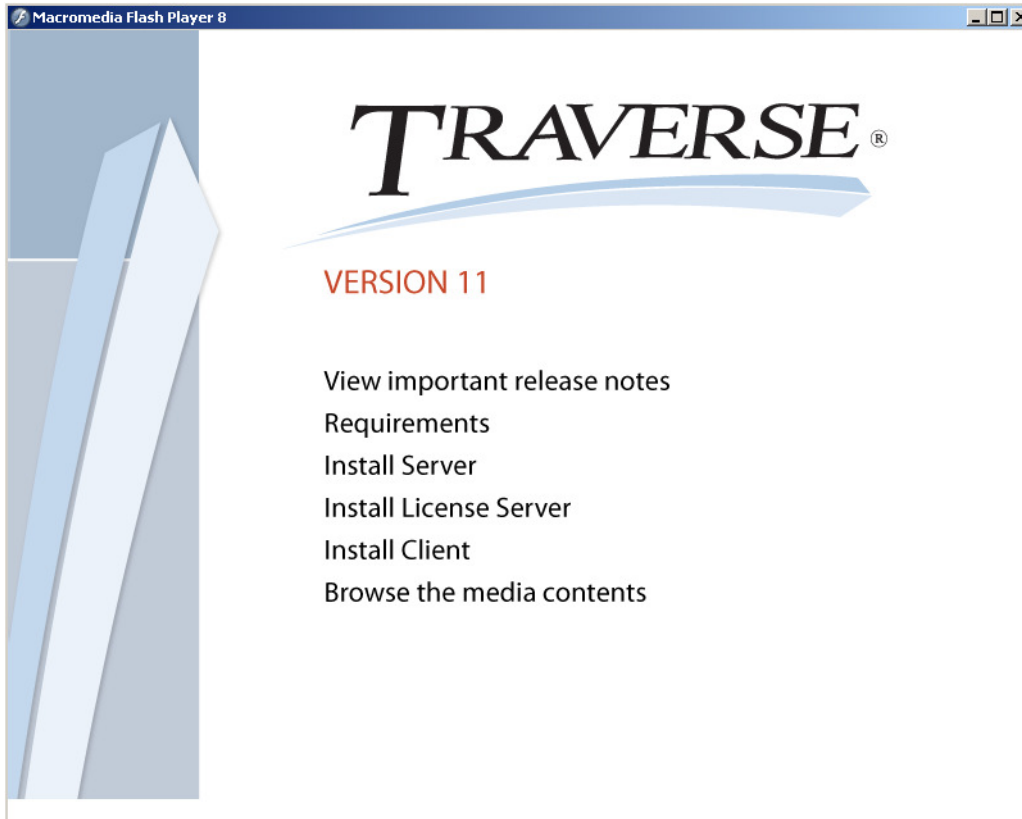 Macromedia Flash Player 8
TRAVERSE®
VERSION 11
View important release notes
Requirements
Install Server
Install License Server
Install Client
Browse the media contents